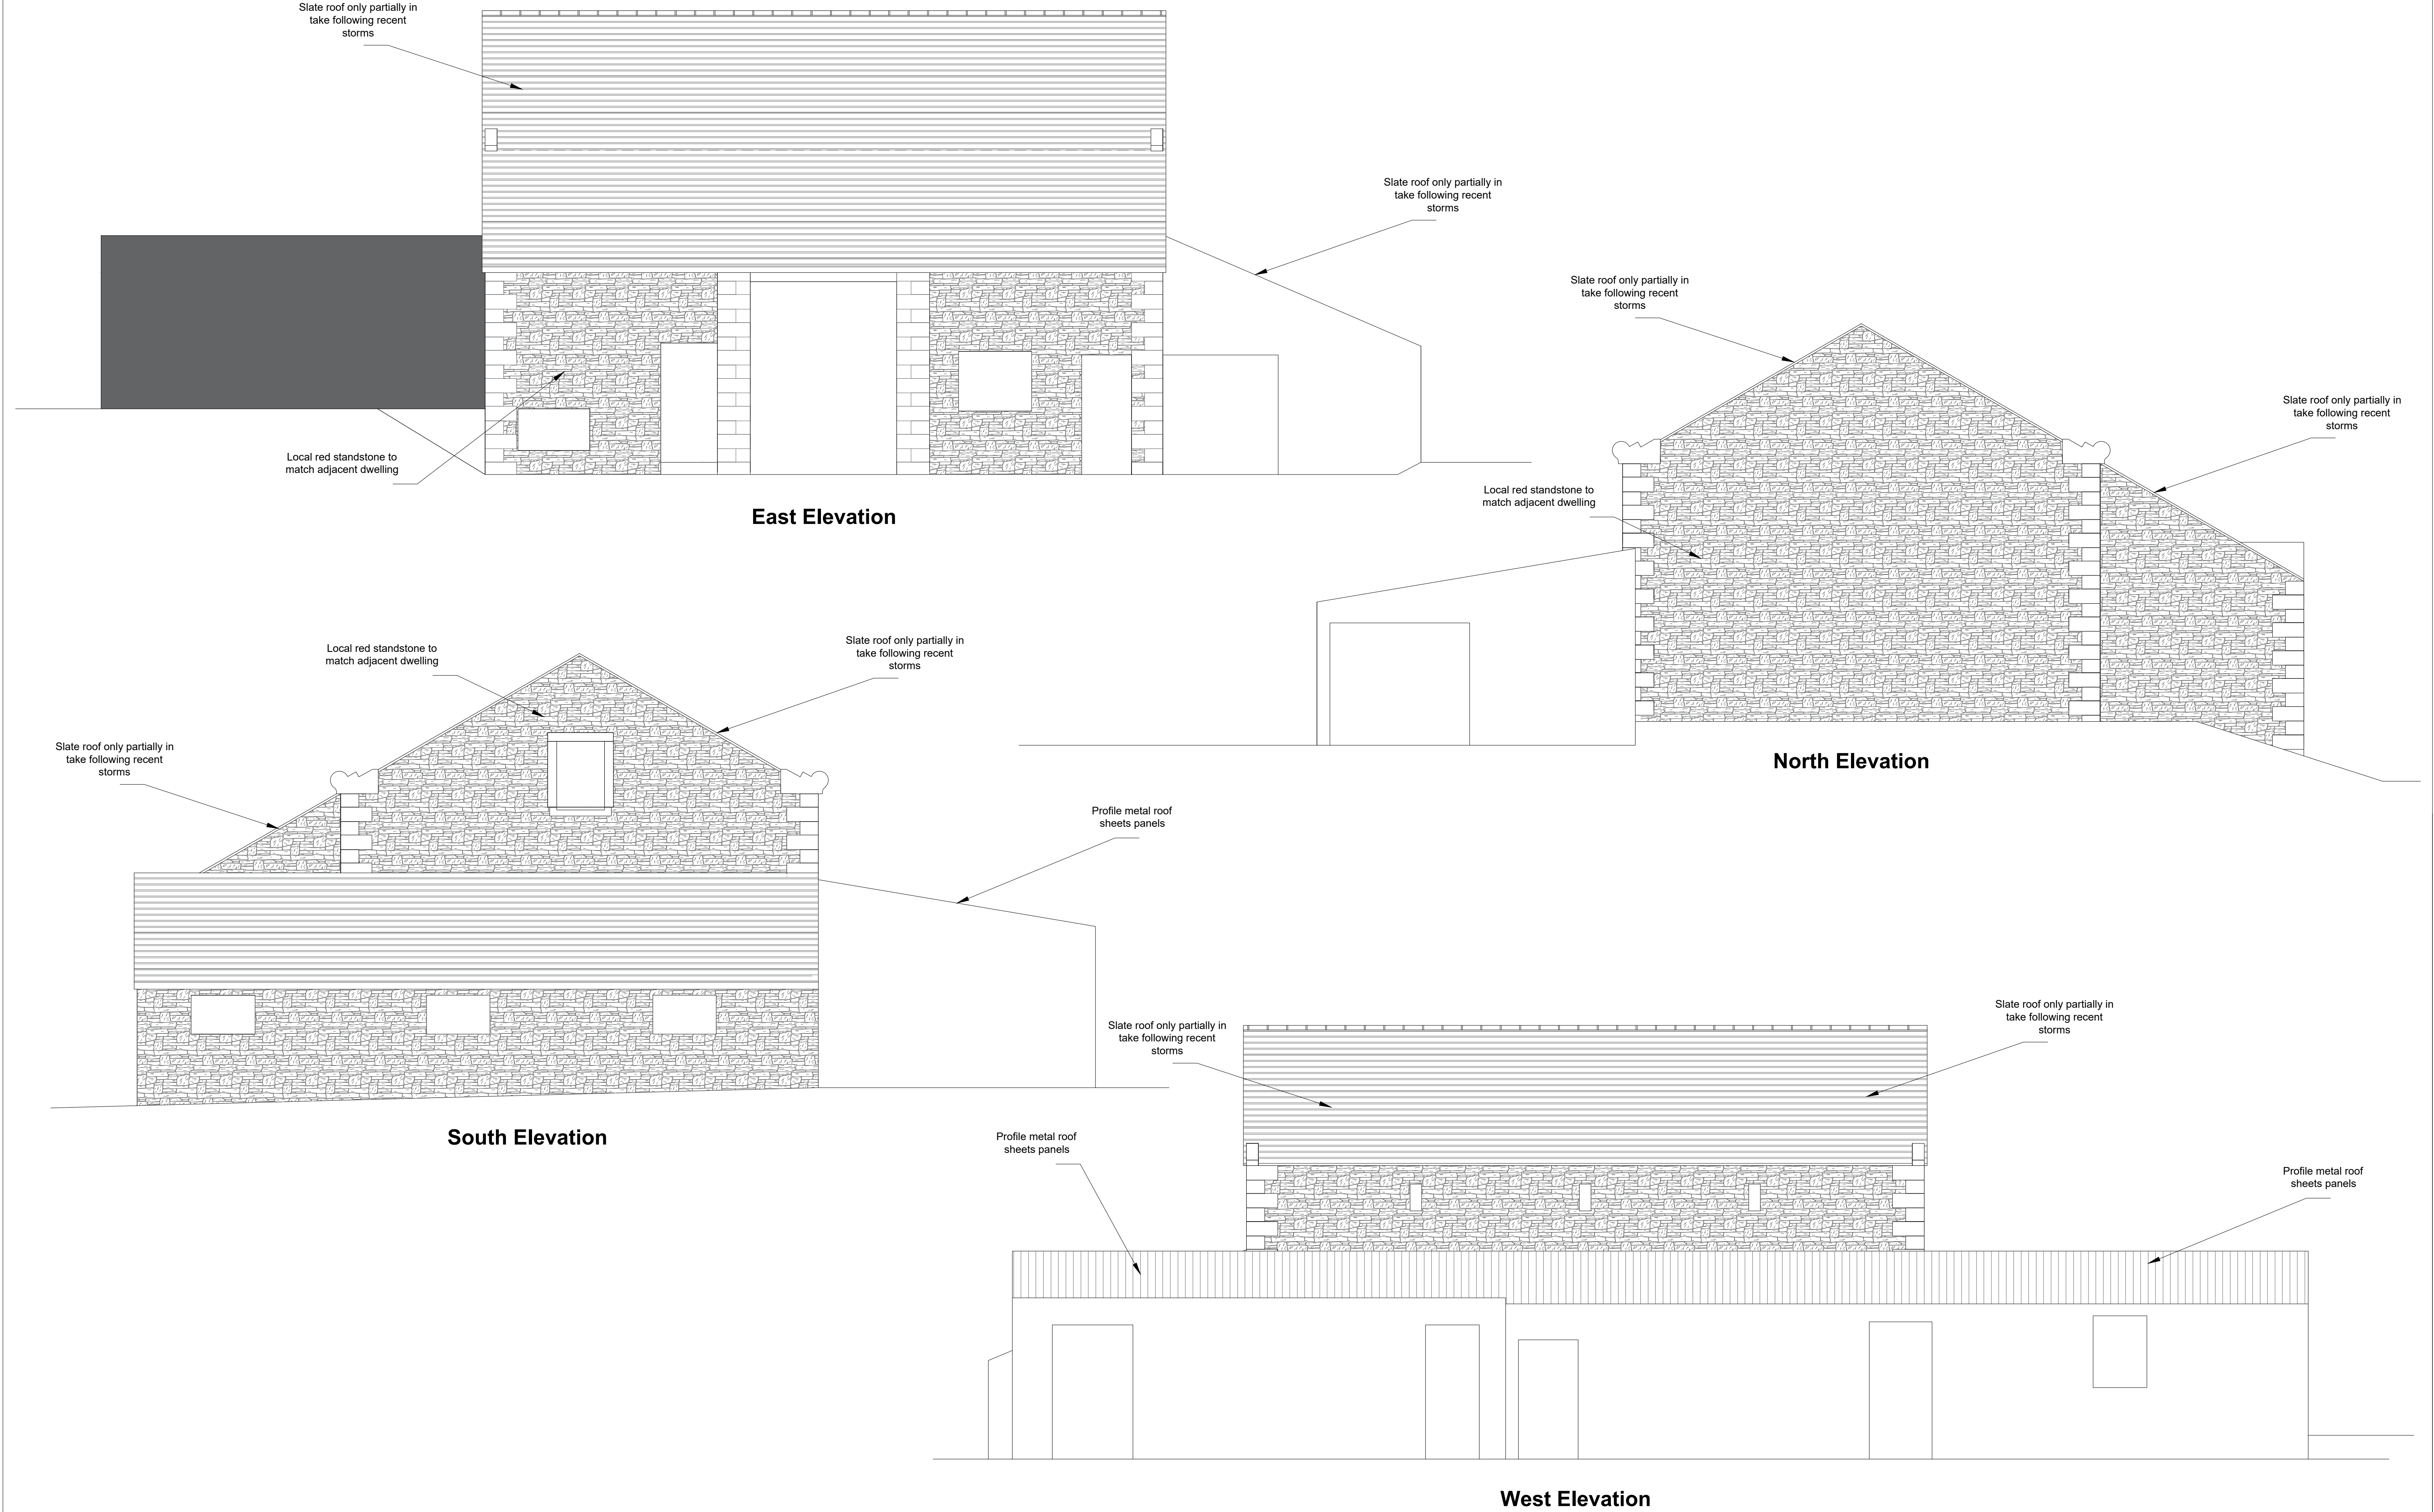 Slate roof only partially in
take following recent
storms
Slate roof only partially in
take following recent
storms
Local red standstone to
match adjacent dwelling
East Elevation
Slate roof only partially in
take following recent
storms
Slate roof only partially in
take following recent
storms
Local red standstone to
match adjacent dwelling
North Elevation
Local red standstone to
match adjacent dwelling
Slate roof only partially in
take following recent
storms
Slate roof only partially in
take following recent
storms
Profile metal roof
sheets panels
South Elevation
Slate roof only partially in
take following recent
storms
Slate roof only partially in
take following recent
storms
Profile metal roof
sheets panels
Profile metal roof
sheets panels
West Elevation